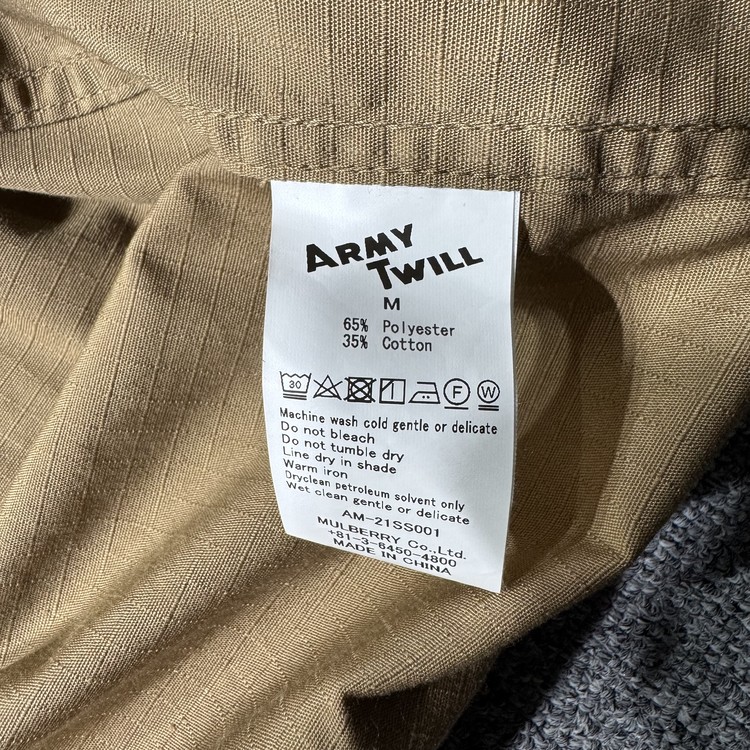 ARMY
TWILL
M
65% Polyester
35% Cotton
30 F W
Machine wash cold gentle or delicate
Do not bleach
Do not tumble dry
Line dry in shade
Warm iron
Dryclean petroleum solvent only
Wet clean gentle or delicate
AM-21SS001
MULBERRY Co.,Ltd.
+81-3-6450-4800
MADE IN CHINA